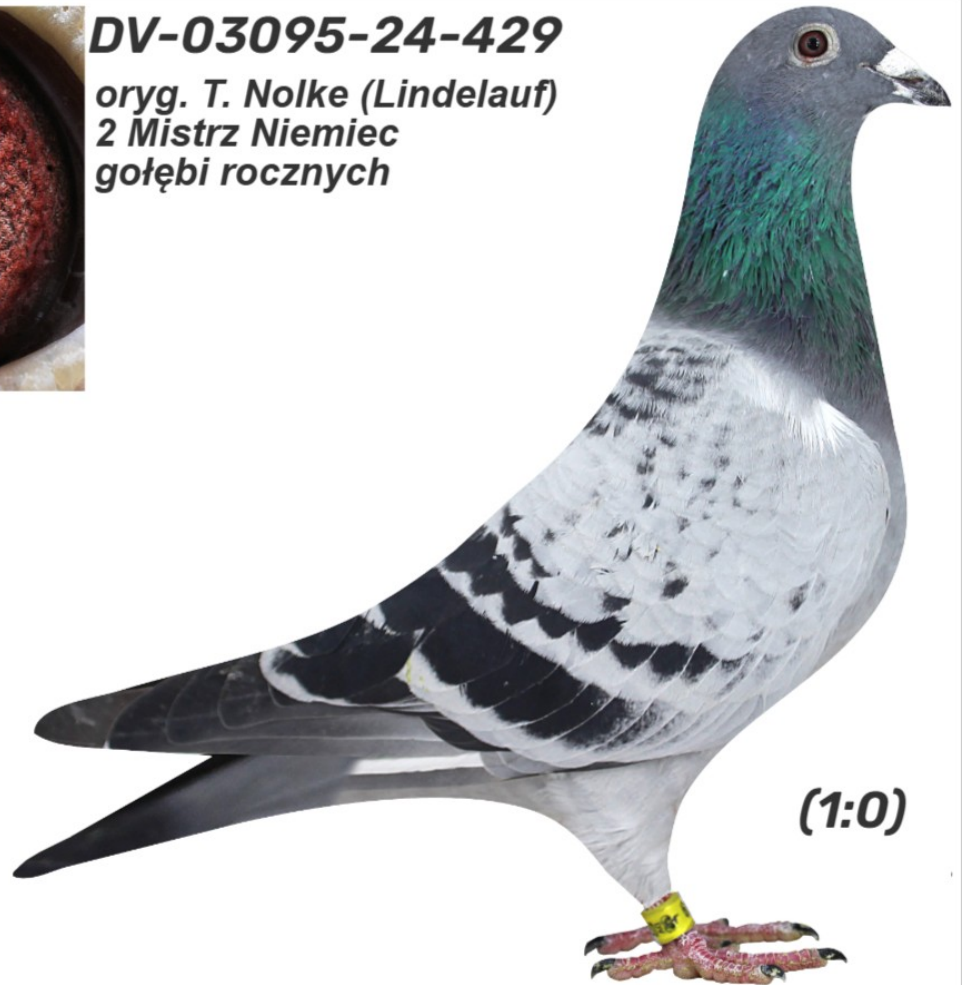 DV-03095-24-429
oryg. T. Nolke (Lindelauf)
2 Mistrz Niemiec
gołębi rocznych
(1:0)